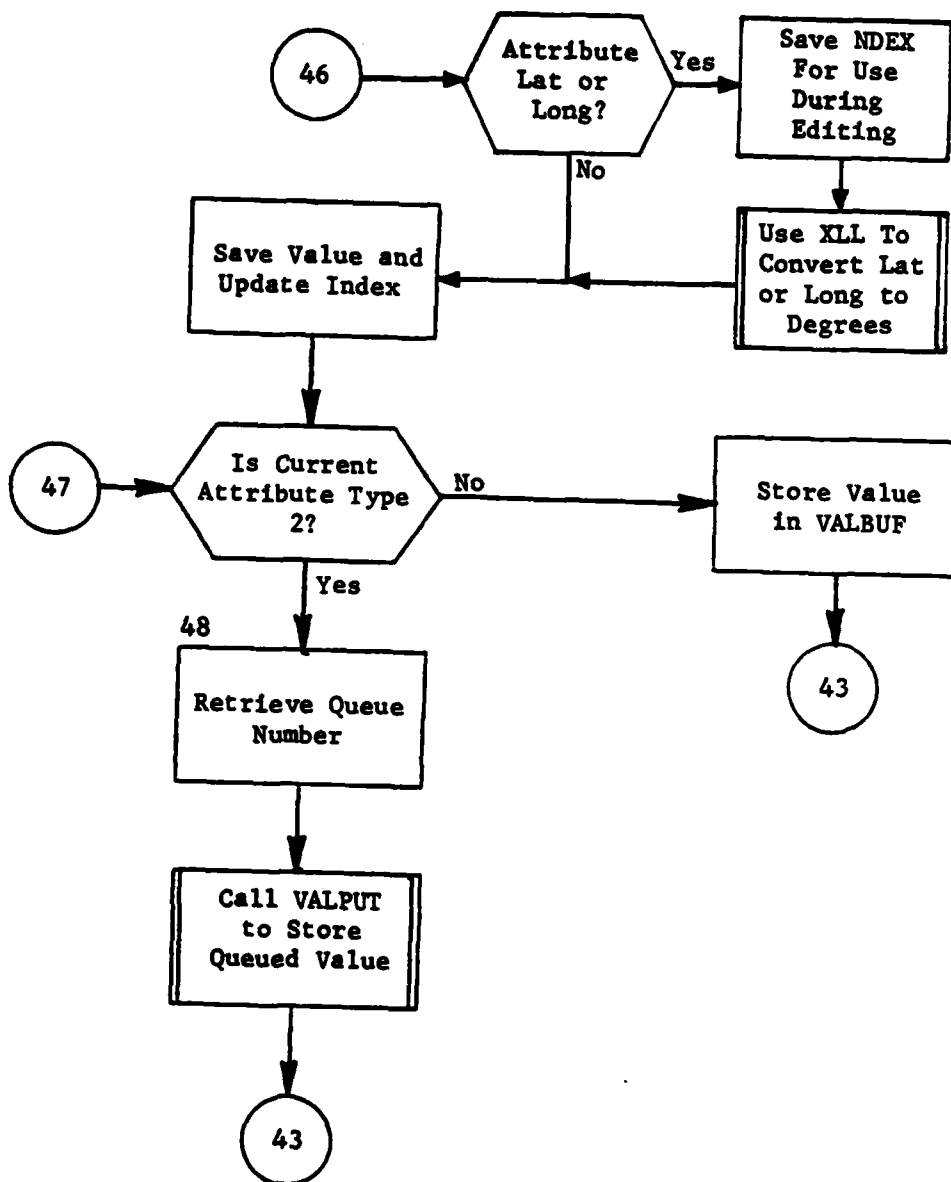 46
Attribute
Lat or
Long?
Yes
No
Save NDEX
For Use
During
Editing
Use XLL To
Convert Lat
or Long to
Degrees
Save Value and
Update Index
47
Is Current
Attribute Type
2?
No
Yes
Store Value
in VALBUF
43
48
Retrieve Queue
Number
Call VALPUT
to Store
Queued Value
43